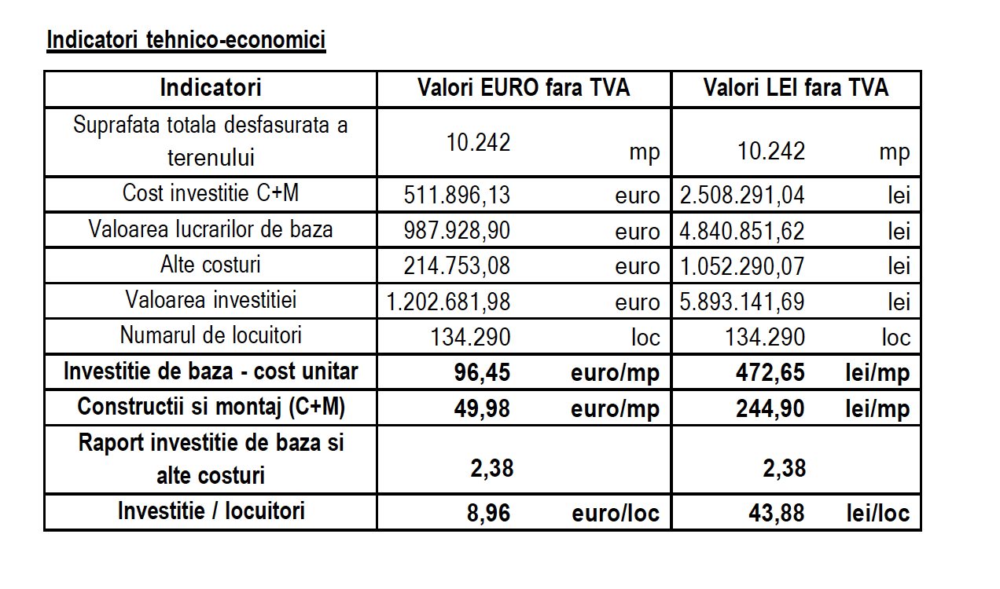 Indicatori tehnico-economici
Indicatori Valori EURO fara TVA Valori LEI fara TVA
Suprafata totala desfasurata a
terenului 10.242 mp 10.242 mp
Cost investitie C+M 511.896,13 euro 2.508.291,04 lei
Valoarea lucrarilor de baza 987.928,90 euro 4.840.851,62 lei
Alte costuri 214.753,08 euro 1.052.290,07 lei
Valoarea investitiei 1.202.681,98 euro 5.893.141,69 lei
Numarul de locuitori 134.290 loc 134.290 loc
Investitie de baza - cost unitar 96,45 euro/mp 472,65 lei/mp
Constructii si montaj (C+M) 49,98 euro/mp 244,90 lei/mp
Raport investitie de baza si
alte costuri 2,38 2,38
Investitie / locuitori 8,96 euro/loc 43,88 lei/loc